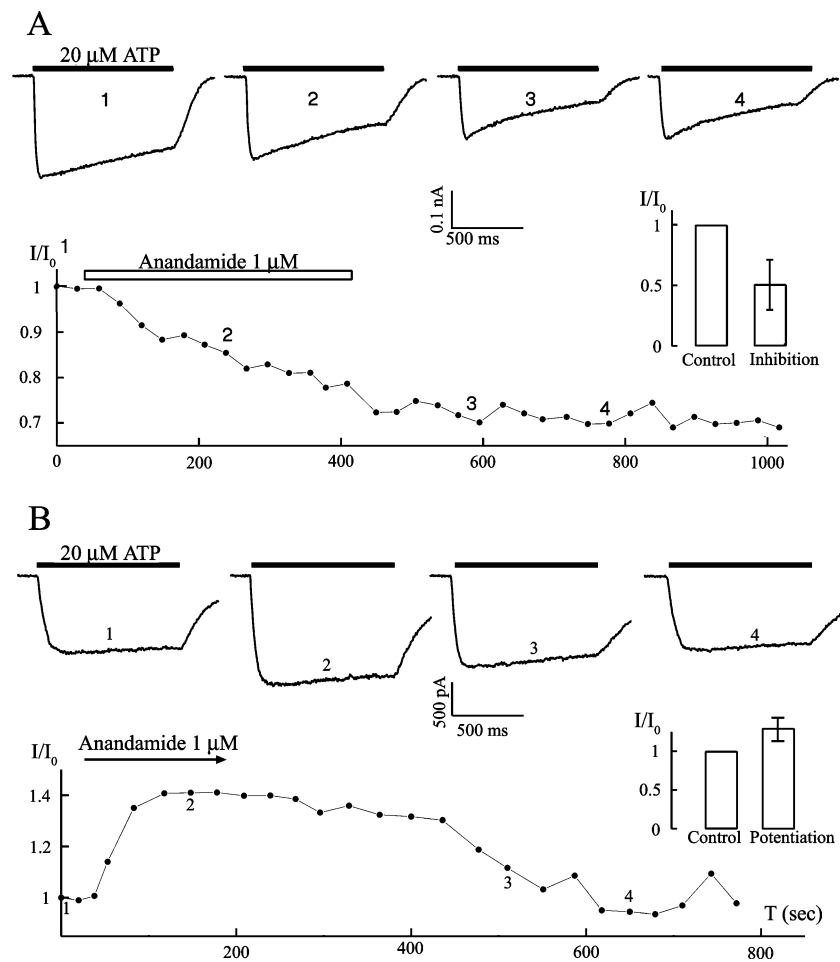 A
20 μM ATP
1 2 3 4
0.1 nA
500 ms
I/I0
1
0.5
0
Control Inhibition
I/I0 1
Anandamide 1 μM
1
0.9
0.8
0.7
2
3 4
0 200 400 600 800 1000
B
20 μM ATP
1 2 3 4
500 pA
500 ms
I/I0
1
0.5
0
Control Potentiation
I/I0
Anandamide 1 μM
1.4
1.2
1
1
2
3
4
T (sec)
200 400 600 800